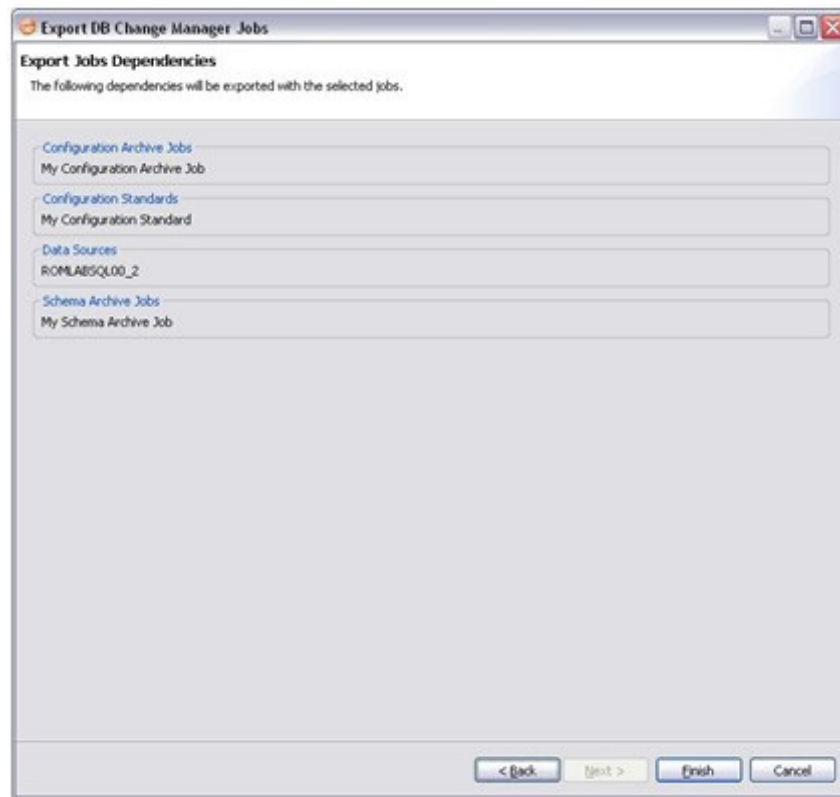 Export DB Change Manager Jobs
Export Jobs Dependencies
The following dependencies will be exported with the selected jobs.
Configuration Archive Jobs
My Configuration Archive Job
Configuration Standards
My Configuration Standard
Data Sources
ROMLABSQL00_2
Schema Archive Jobs
My Schema Archive Job
< Back Next > Finish Cancel